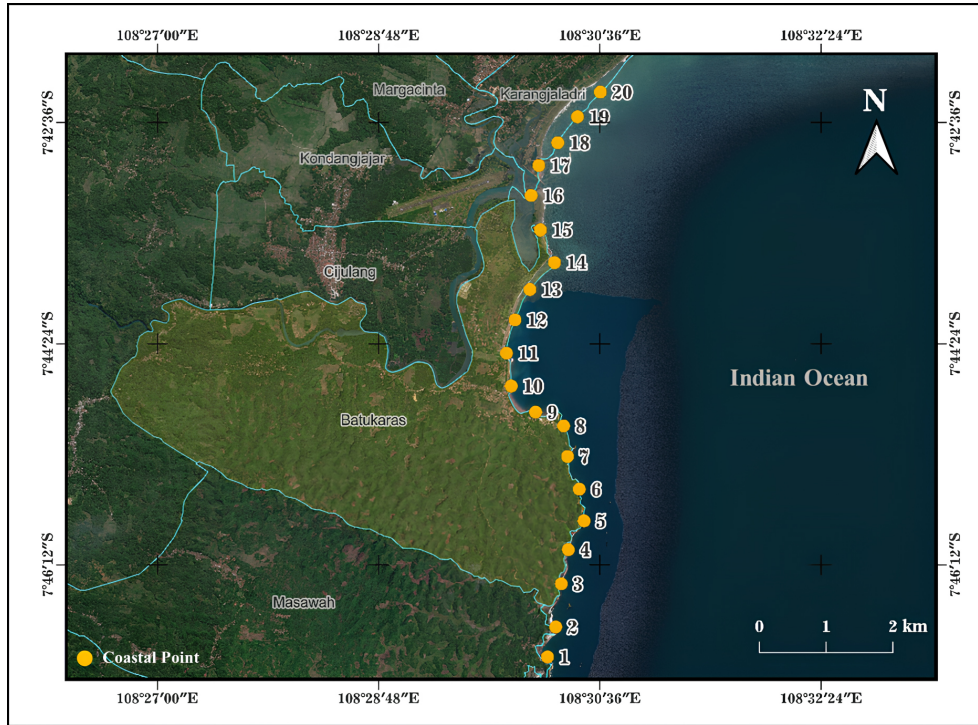 108°27′00″E 108°28′48″E 108°30′36″E 108°32′24″E
Margacinta
Karangjaladri
20
N
7°42′36″S
7°42′36″S
19
18
Kondangjajar
17
16
15
14
Cijulang
13
12
7°44′24″S
7°44′24″S
11
Indian Ocean
10
9
Batukaras
8
7
6
5
4
7°46′12″S
7°46′12″S
3
Masawah
2
0 1 2 km
Coastal Point
1
108°27′00″E 108°28′48″E 108°30′36″E 108°32′24″E